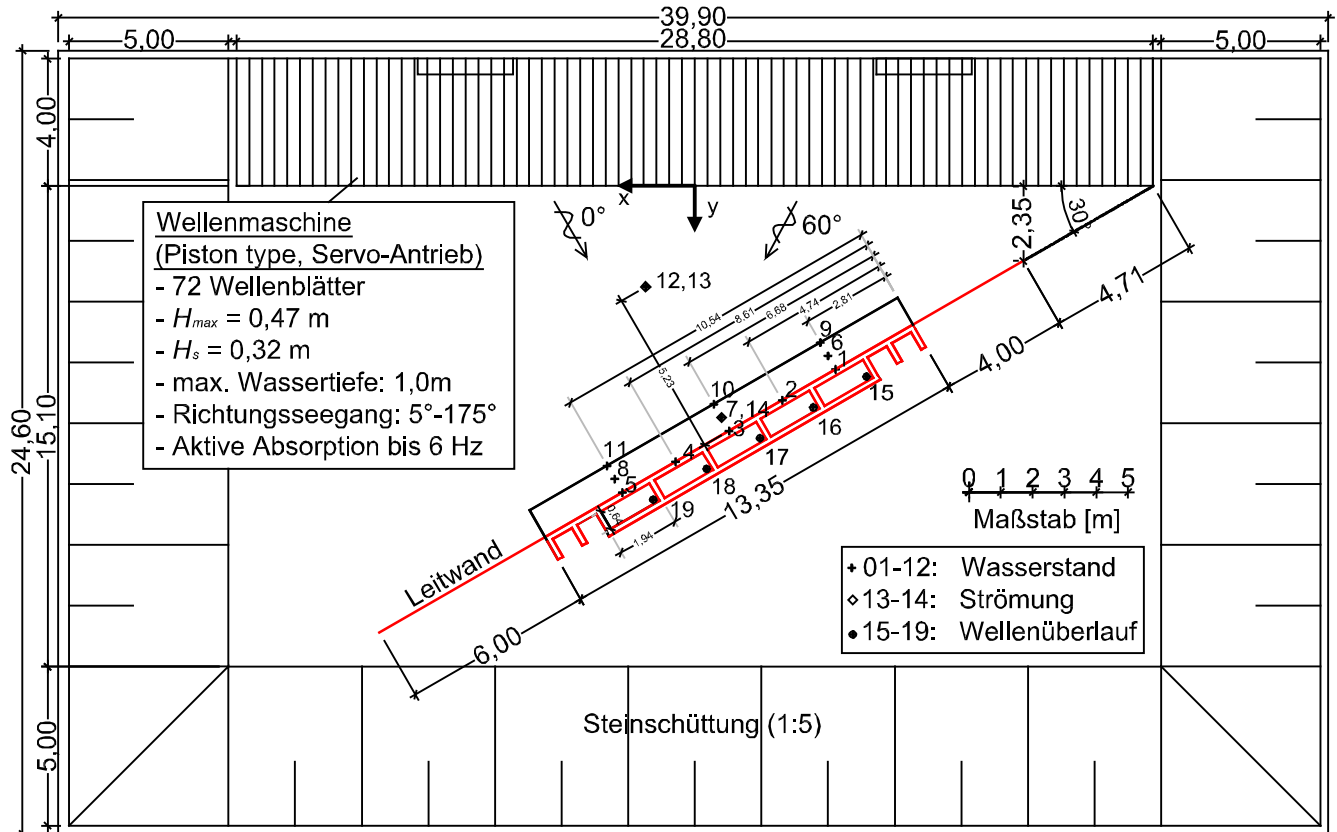 39,90
5,00
28,80
5,00
4,00
x
y
0°
60°
2,35
30°
Wellenmaschine
(Piston type, Servo-Antrieb)
- 72 Wellenblätter
- Hmax = 0,47 m
- Hs = 0,32 m
- max. Wassertiefe: 1,0m
- Richtungsseegang: 5°-175°
- Aktive Absorption bis 6 Hz
12,13
10,54
8,61
6,68
4,74
2,81
4,71
5,23
9
6
1
4,00
10
2
15
7,14
3
16
11
4
17
8
5
18
13,35
19
0,64
1,94
24,60
15,10
0 1 2 3 4 5
Maßstab [m]
Leitwand
01-12: Wasserstand
13-14: Strömung
15-19: Wellenüberlauf
6,00
Steinschüttung (1:5)
5,00